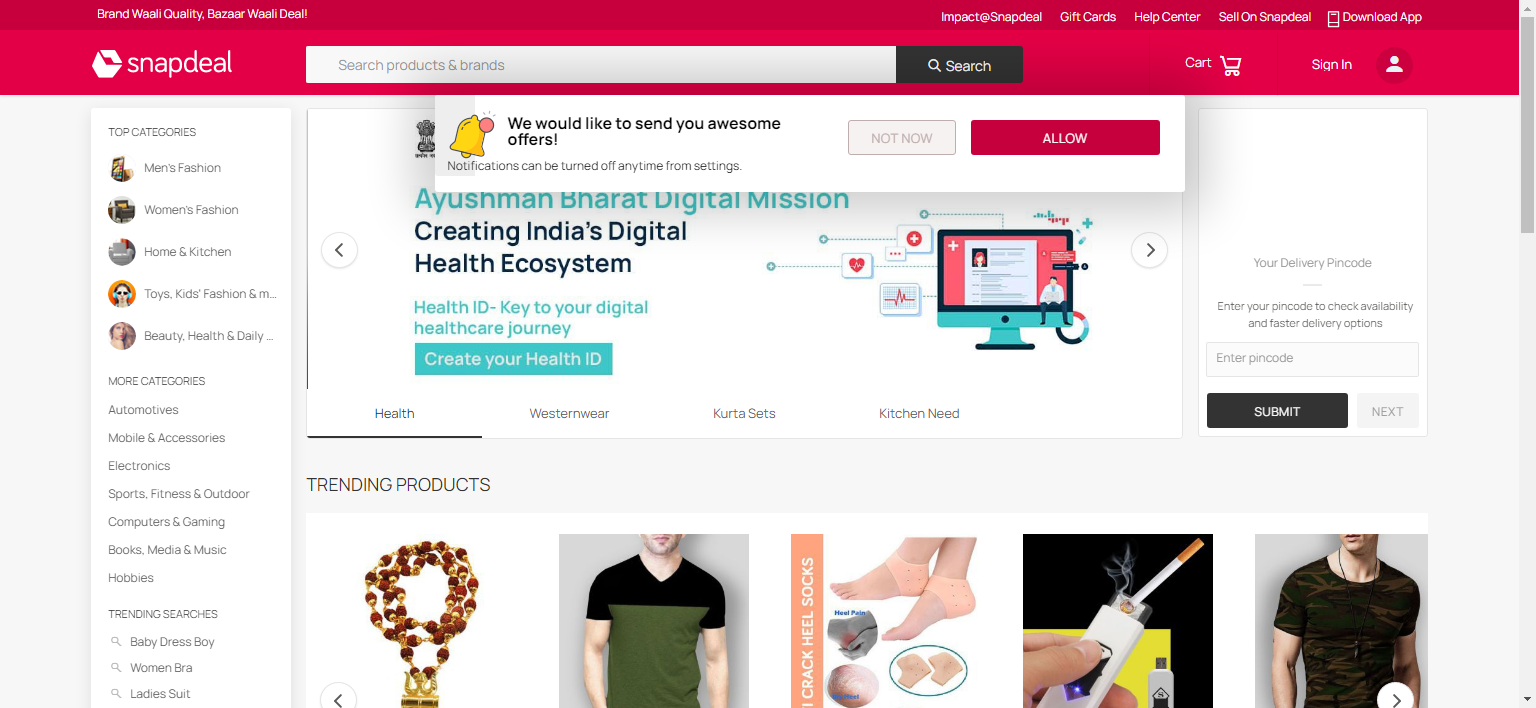 Brand Waali Quality, Bazaar Waali Deal!
Impact@Snapdeal
Gift Cards
Help Center
Sell On Snapdeal
Download App
snapdeal
Search products & brands
Search
Cart
Sign In
We would like to send you awesome
offers!
Notifications can be turned off anytime from settings.
NOT NOW
ALLOW
TOP CATEGORIES
Men's Fashion
Women's Fashion
Home & Kitchen
Toys, Kids' Fashion & m...
Beauty, Health & Daily ...
MORE CATEGORIES
Automotives
Mobile & Accessories
Electronics
Sports, Fitness & Outdoor
Computers & Gaming
Books, Media & Music
Hobbies
TRENDING SEARCHES
Baby Dress Boy
Women Bra
Ladies Suit
Ayushman Bharat Digital Mission
Creating India's Digital
Health Ecosystem
Health ID- Key to your digital
healthcare journey
Create your Health ID
Health
Westernwear
Kurta Sets
Kitchen Need
Your Delivery Pincode
Enter your pincode to check availability
and faster delivery options
Enter pincode
SUBMIT
NEXT
TRENDING PRODUCTS
CRACK HEEL SOCKS
Heel Pain